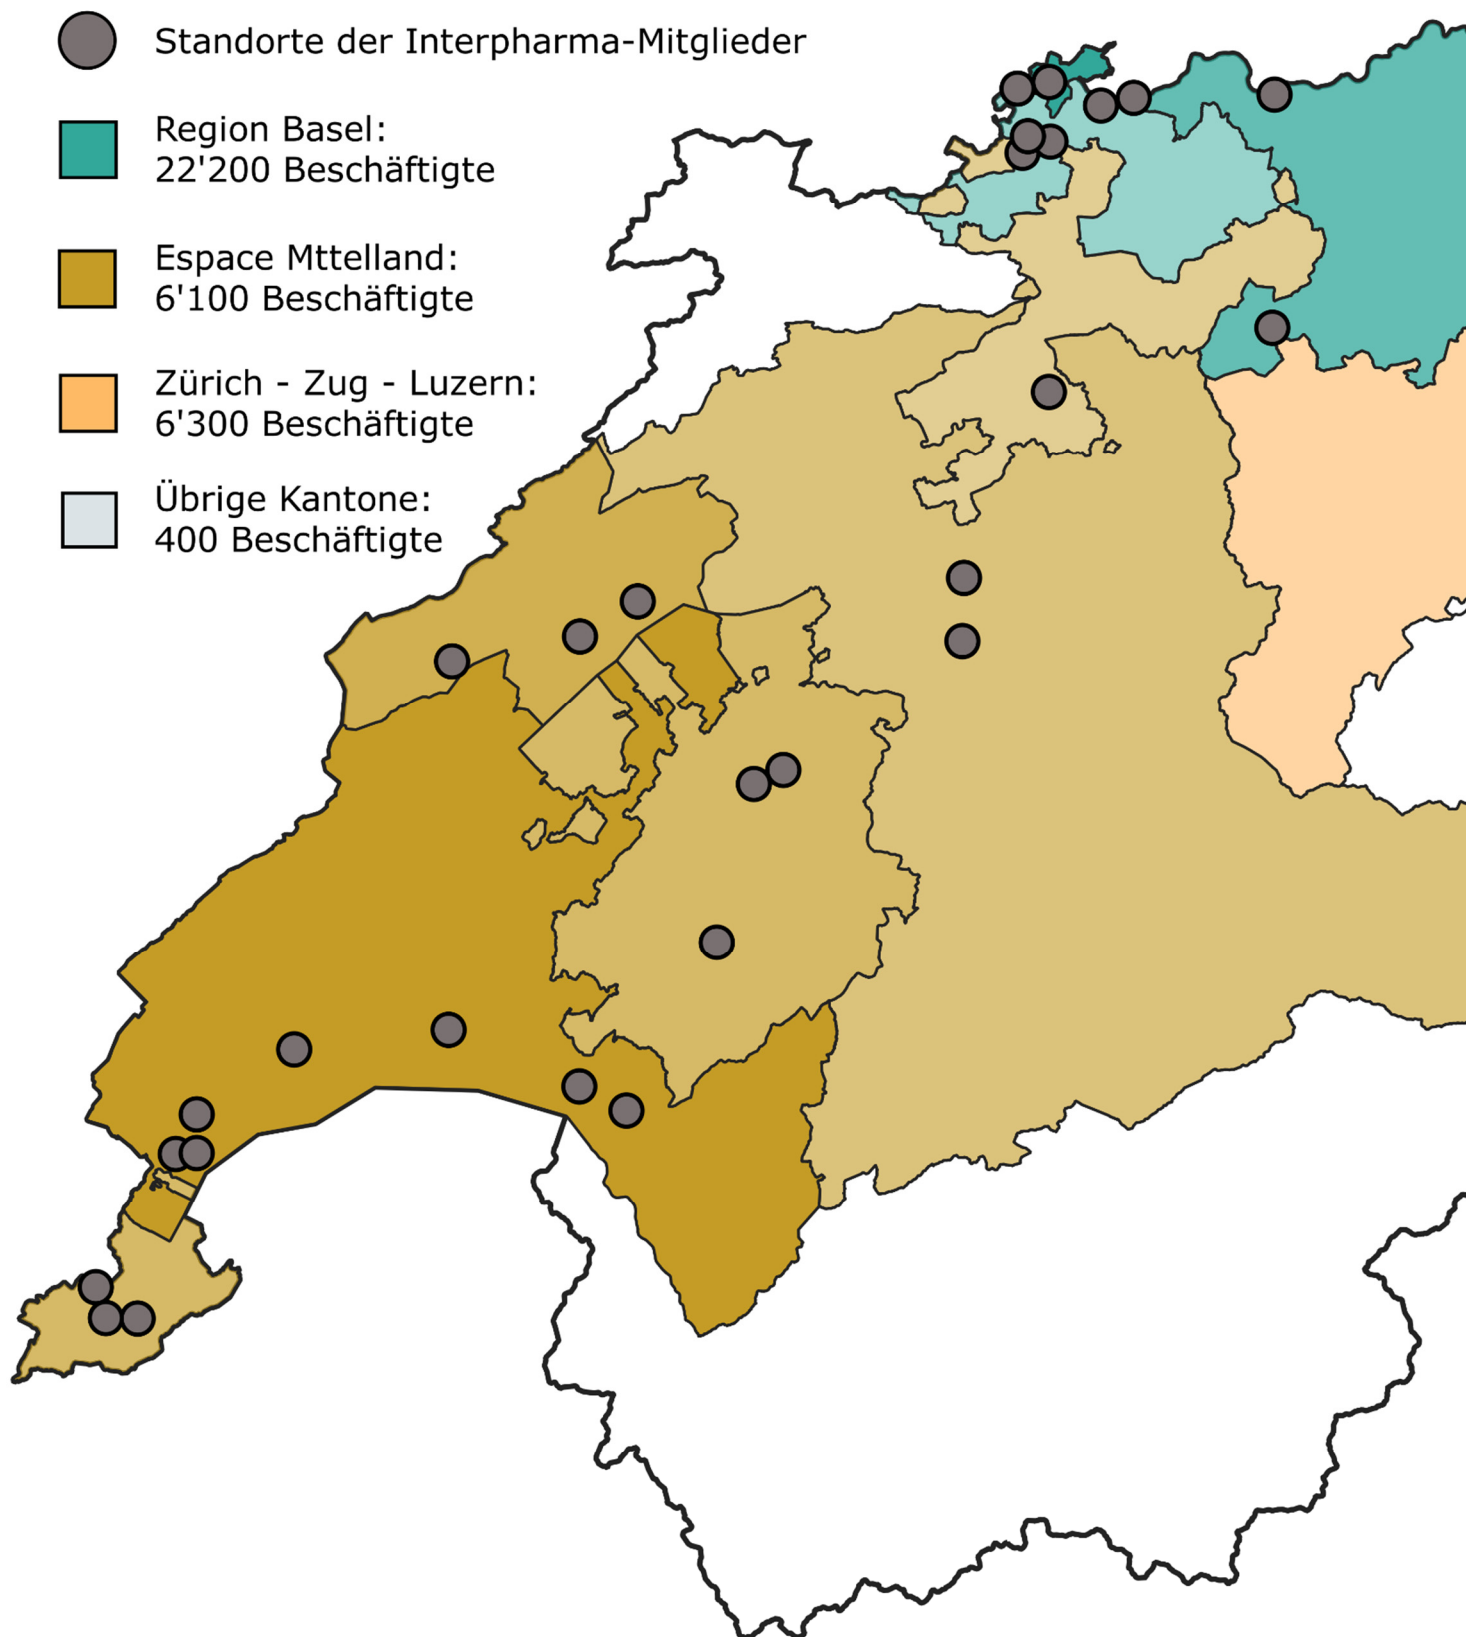 Standorte der Interpharma-Mitglieder
Region Basel:
22'200 Beschäftigte
Espace Mttelland:
6'100 Beschäftigte
Zürich - Zug - Luzern:
6'300 Beschäftigte
Übrige Kantone:
400 Beschäftigte